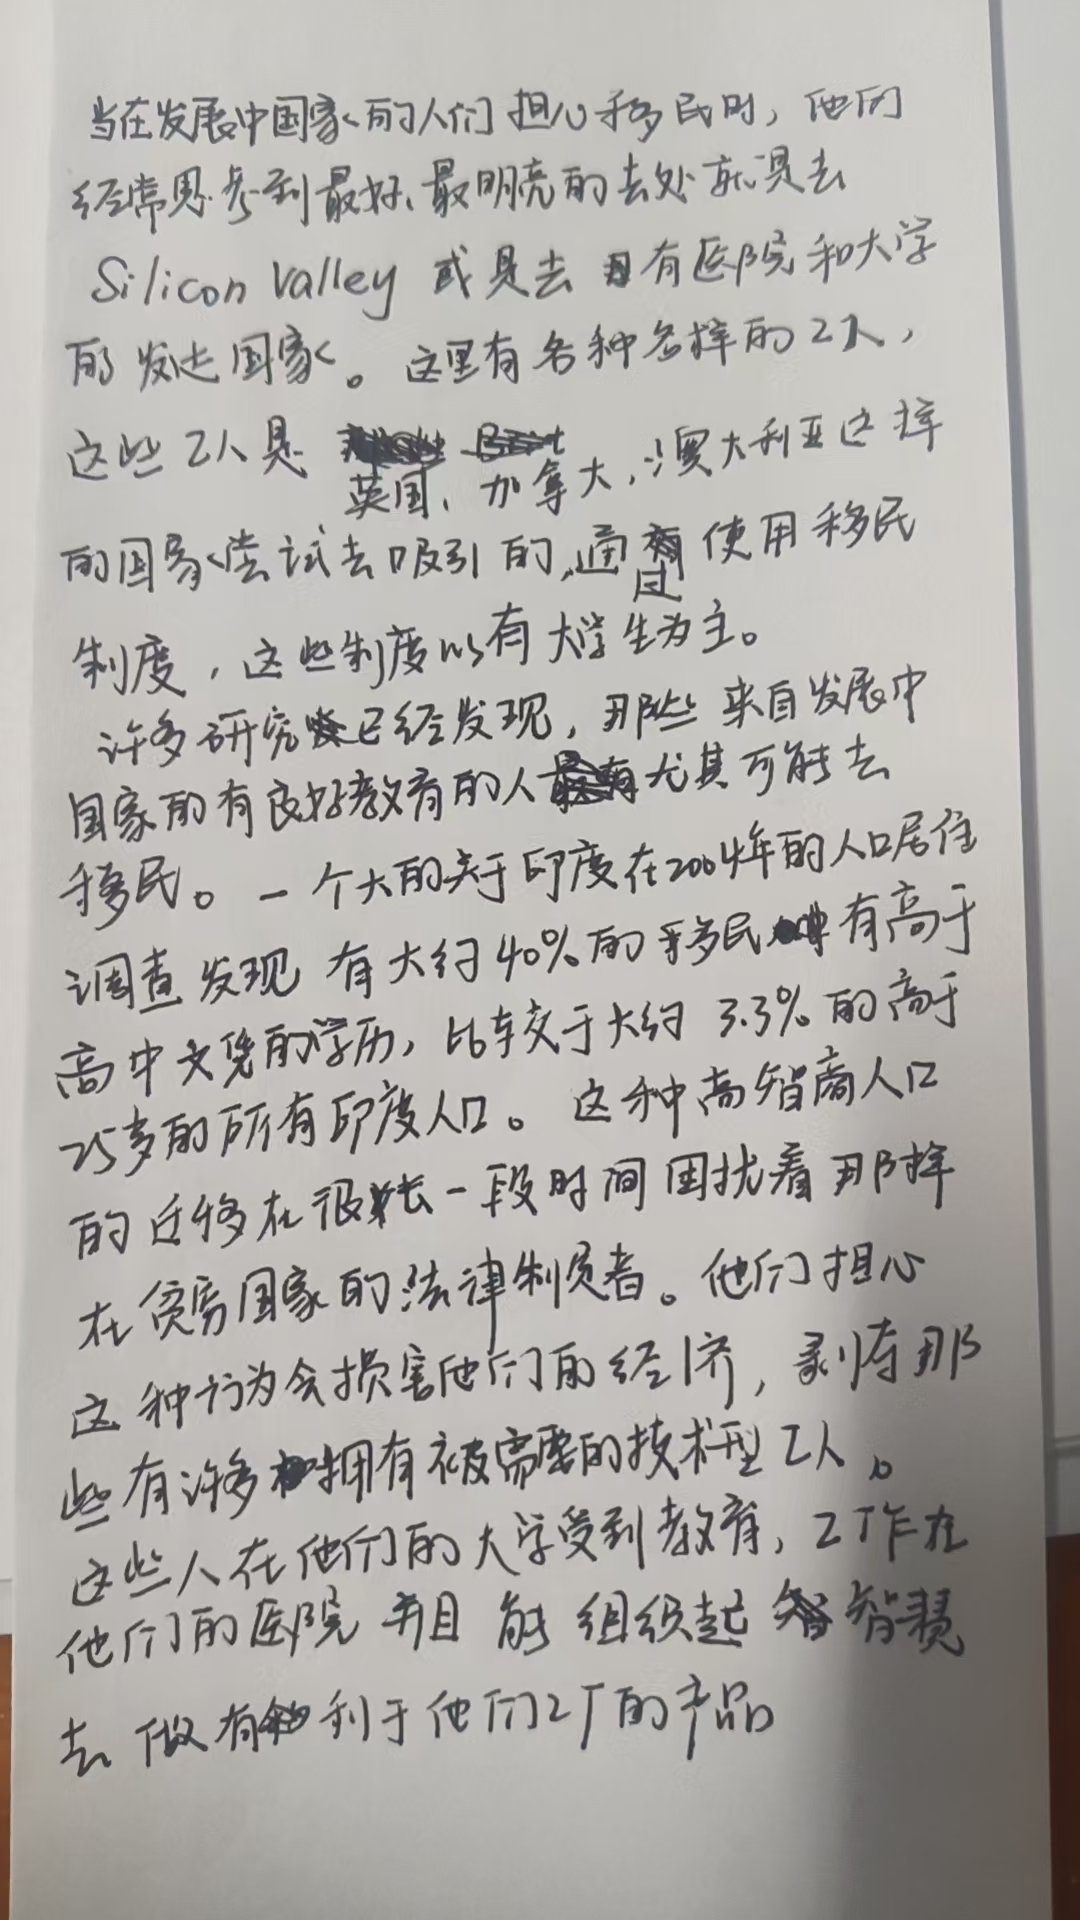 当在发展中国家的人们担心移民时，他们
经常思考到最好、最明亮的去处就是去
Silicon Valley 或是去有医院和大学
的发达国家。这里有各种各样的工人，
这些工人是
英国、加拿大，澳大利亚这样
的国家尝试去吸引的，通过使用移民
制度，这些制度以有大学生为主。
许多研究已经发现，那些来自发展中
国家的有良好教育的人尤其可能去
移民。一个大的关于印度在2004年的人口居住
调查发现有大约40%的移民有高于
高中文凭的学历，比较于大约3.3%的高于
25岁的所有印度人口。这种高智商人口
的迁移在很长一段时间困扰着那样
在贫穷国家的法律制定者。他们担心
这种行为会损害他们的经济，剥夺那
些有许多拥有被需要的技术型工人。
这些人在他们的大学受到教育，工作在
他们的医院并且能组织起智慧
去做有利于他们工厂的产品